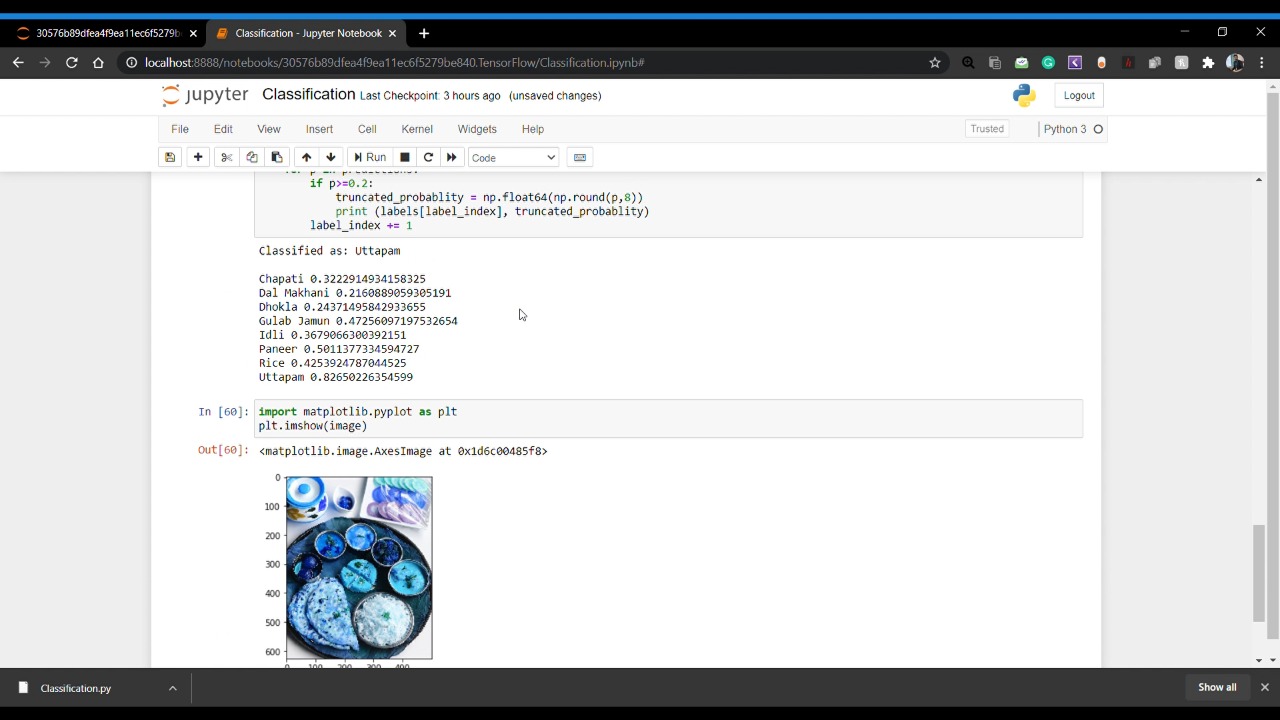 30576b89dfea4f9ea11ec6f5279b
Classification - Jupyter Notebook
localhost:8888/notebooks/30576b89dfea4f9ea11ec6f5279be840.TensorFlow/Classification.ipynb#
jupyter Classification Last Checkpoint: 3 hours ago (unsaved changes) Logout
File Edit View Insert Cell Kernel Widgets Help Trusted Python 3
Run Code
for p in predictions:
if p>=0.2:
truncated_probablity = np.float64(np.round(p,8))
print (labels[label_index], truncated_probablity)
label_index += 1
Classified as: Uttapam
Chapati 0.3222914934158325
Dal Makhani 0.2160889059305191
Dhokla 0.24371495842933655
Gulab Jamun 0.47256097197532654
Idli 0.3679066300392151
Paneer 0.5011377334594727
Rice 0.4253924787044525
Uttapam 0.82650226354599
In [60]: import matplotlib.pyplot as plt
plt.imshow(image)
Out[60]: <matplotlib.image.AxesImage at 0x1d6c00485f8>
0
100
200
300
400
500
600
0 100 200 300 400
Classification.py
Show all